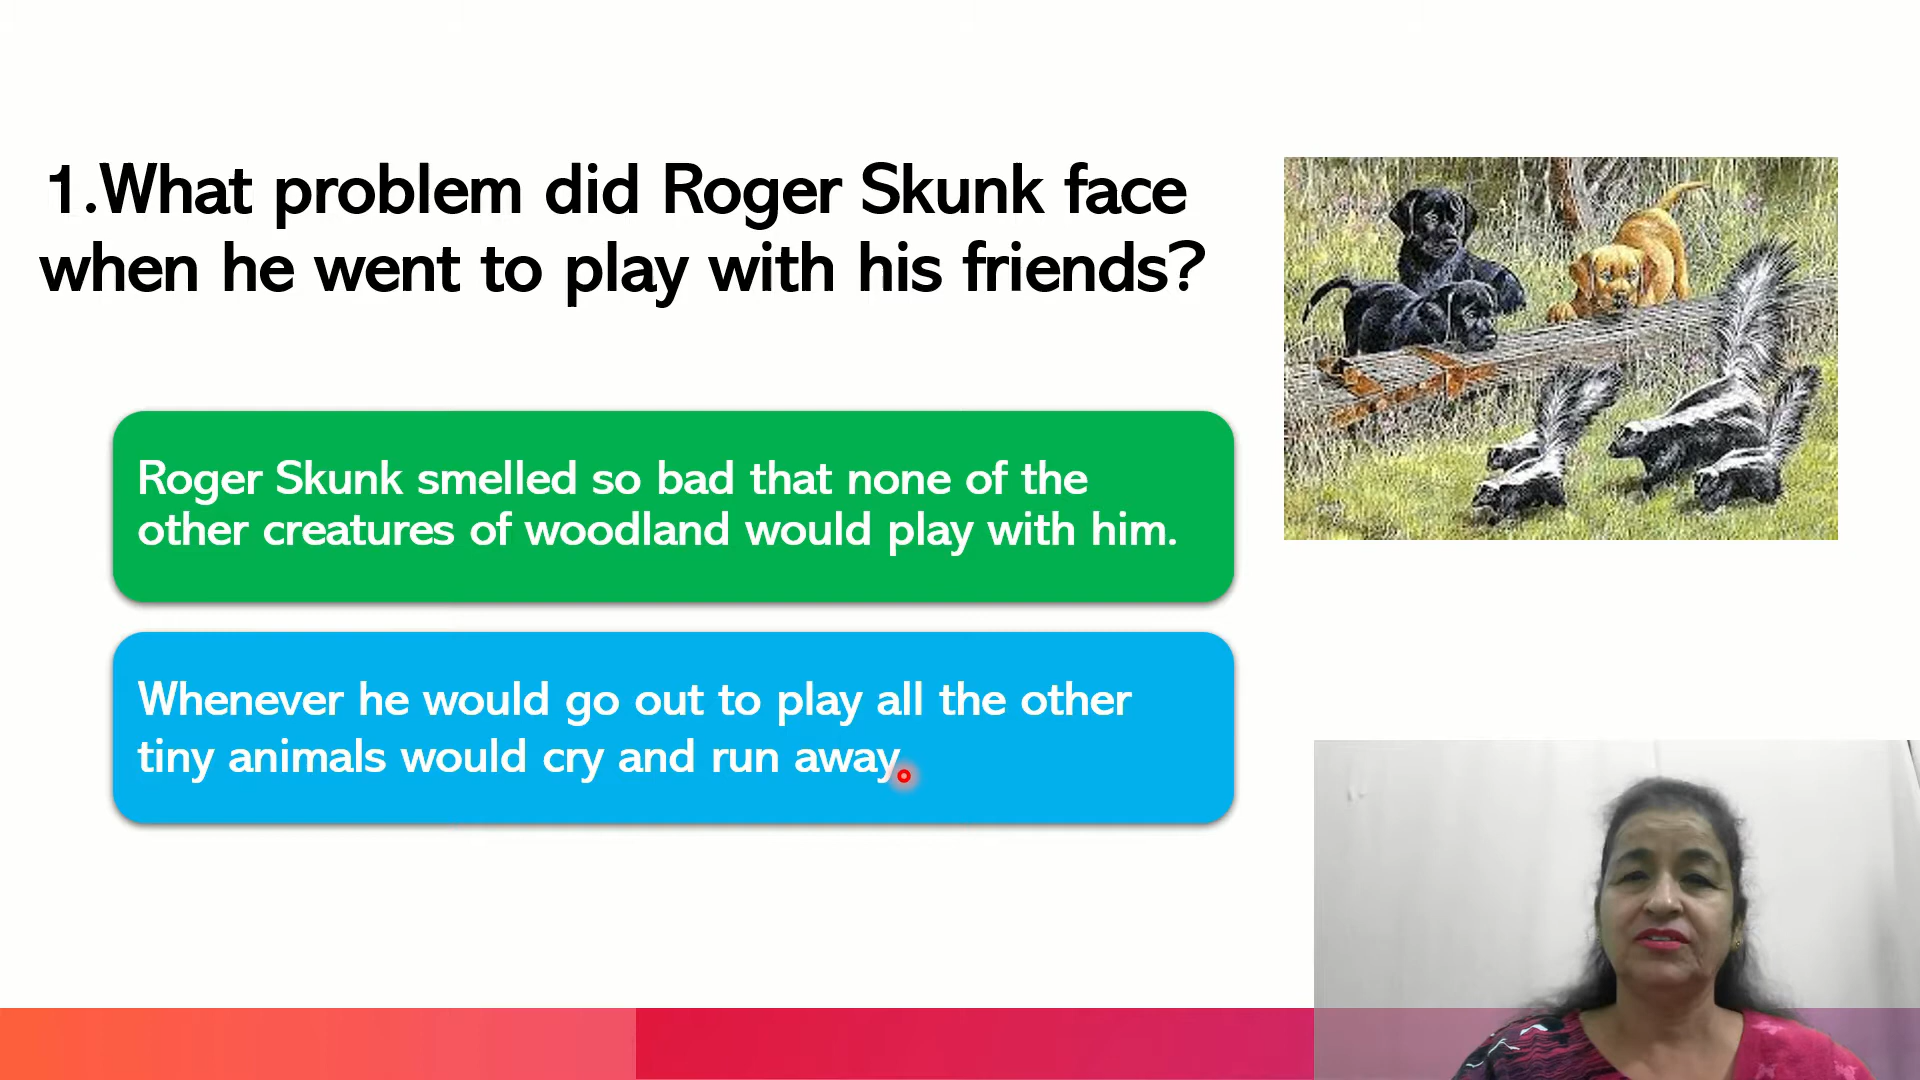 1.What problem did Roger Skunk face
when he went to play with his friends?
Roger Skunk smelled so bad that none of the
other creatures of woodland would play with him.
Whenever he would go out to play all the other
tiny animals would cry and run away.